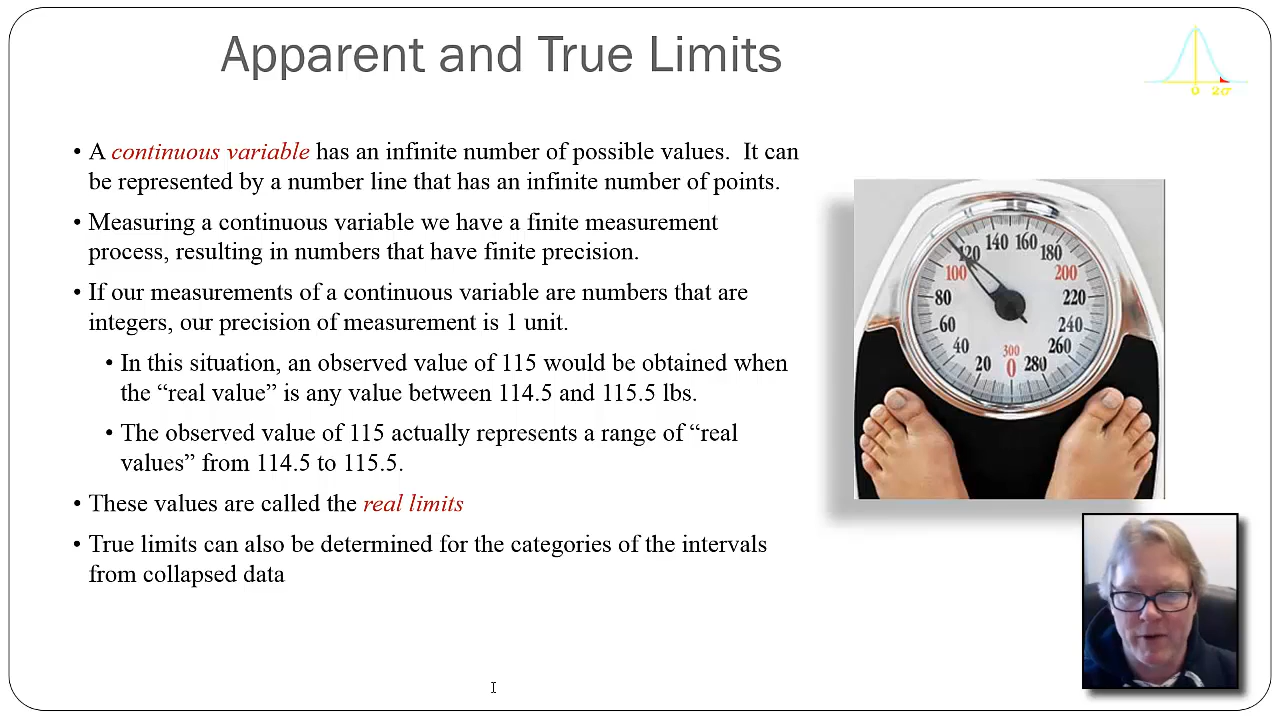 Apparent and True Limits
0 2σ
• A continuous variable has an infinite number of possible values. It can
be represented by a number line that has an infinite number of points.
• Measuring a continuous variable we have a finite measurement
process, resulting in numbers that have finite precision.
• If our measurements of a continuous variable are numbers that are
integers, our precision of measurement is 1 unit.
• In this situation, an observed value of 115 would be obtained when
the “real value” is any value between 114.5 and 115.5 lbs.
• The observed value of 115 actually represents a range of “real
values” from 114.5 to 115.5.
• These values are called the real limits
• True limits can also be determined for the categories of the intervals
from collapsed data
140 160
120 180
100 200
80 220
60 240
40 260
20 300 280
0